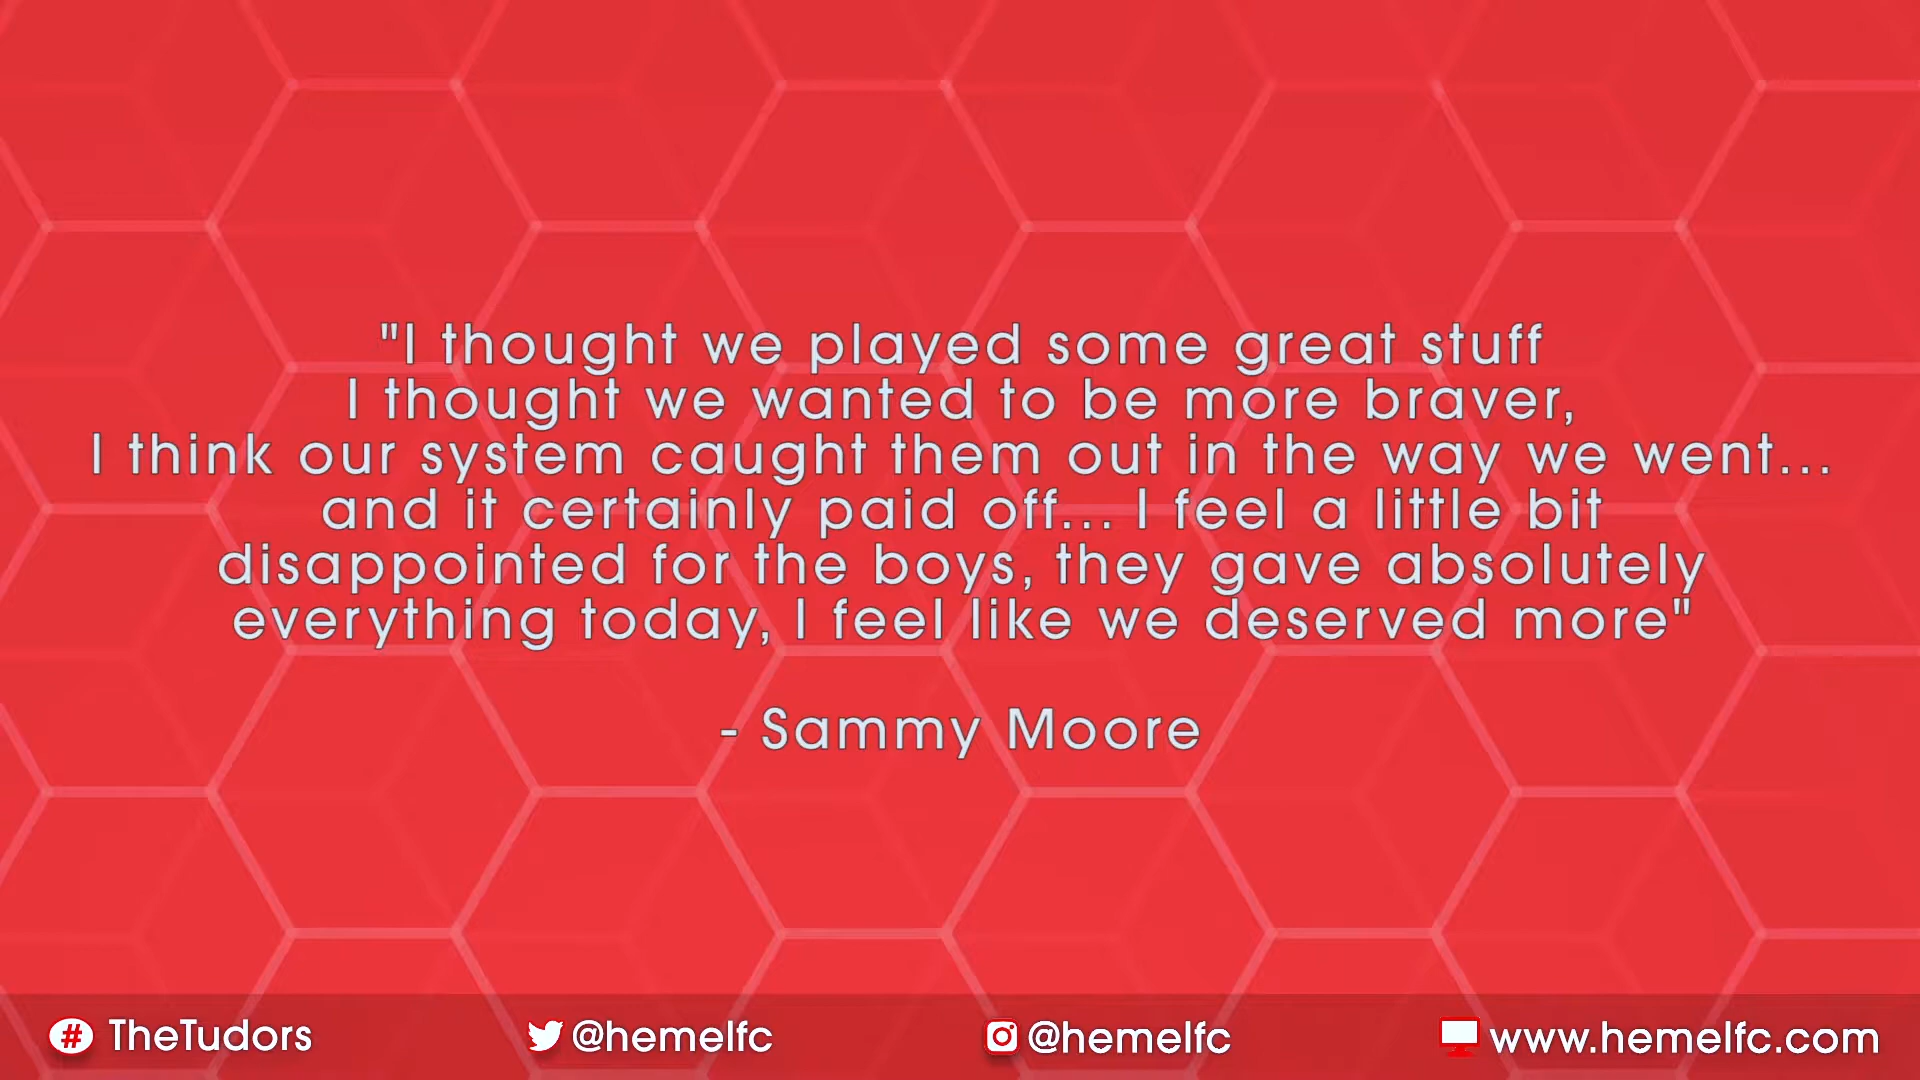 "I thought we played some great stuff
I thought we wanted to be more braver,
I think our system caught them out in the way we went...
and it certainly paid off... I feel a little bit
disappointed for the boys, they gave absolutely
everything today, I feel like we deserved more"
- Sammy Moore
# TheTudors
@hemelfc
@hemelfc
www.hemelfc.com